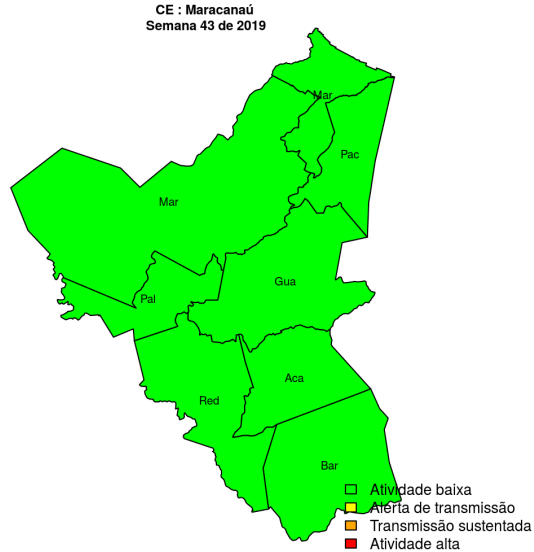 CE : Maracanaú
Semana 43 de 2019
Mar
Pac
Mar
Gua
Pal
Aca
Red
Bar
Atividade baixa
Alerta de transmissão
Transmissão sustentada
Atividade alta